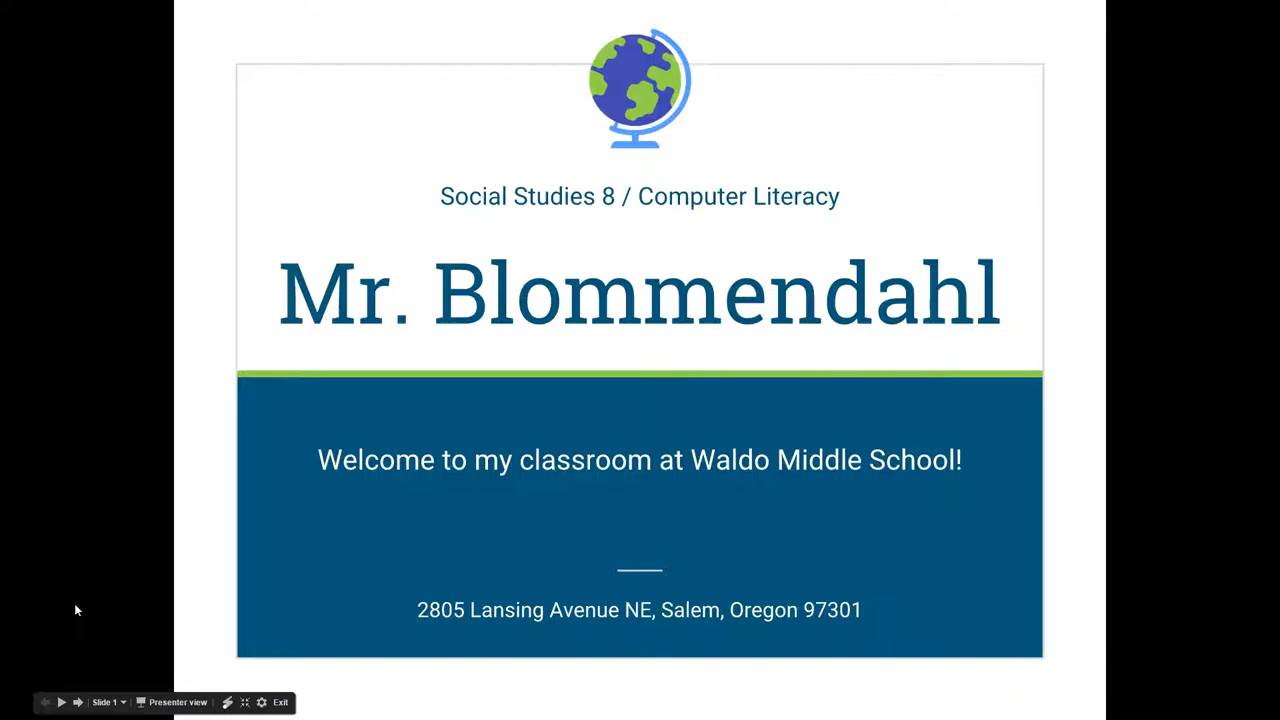 Social Studies 8 / Computer Literacy
Mr. Blommendahl
Welcome to my classroom at Waldo Middle School!
2805 Lansing Avenue NE, Salem, Oregon 97301
Slide 1 Presenter view Exit